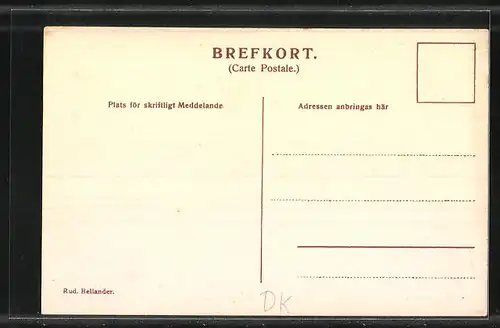 BREFKORT.
(Carte Postale.)
Plats för skriftligt Meddelande
Adressen anbringas här
Rud. Hellander.
DK